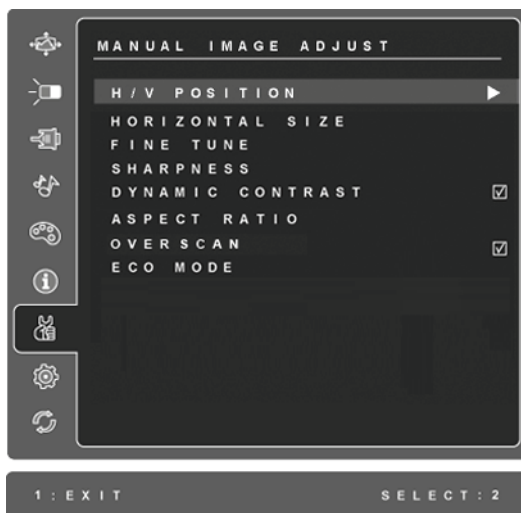 MANUAL IMAGE ADJUST
H/V POSITION
HORIZONTAL SIZE
FINE TUNE
SHARPNESS
DYNAMIC CONTRAST
ASPECT RATIO
OVERSCAN
ECO MODE
1:EXIT SELECT:2